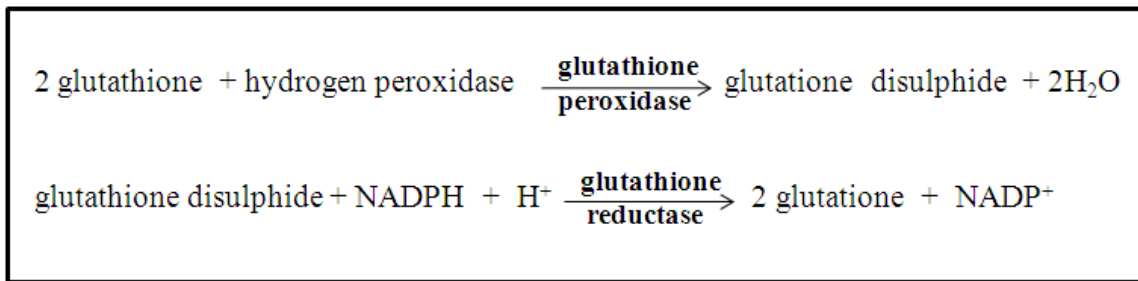 2 glutathione + hydrogen peroxidase glutathione peroxidase glutatione disulphide + 2H₂O
glutathione disulphide + NADPH + H⁺ glutathione reductase 2 glutatione + NADP⁺